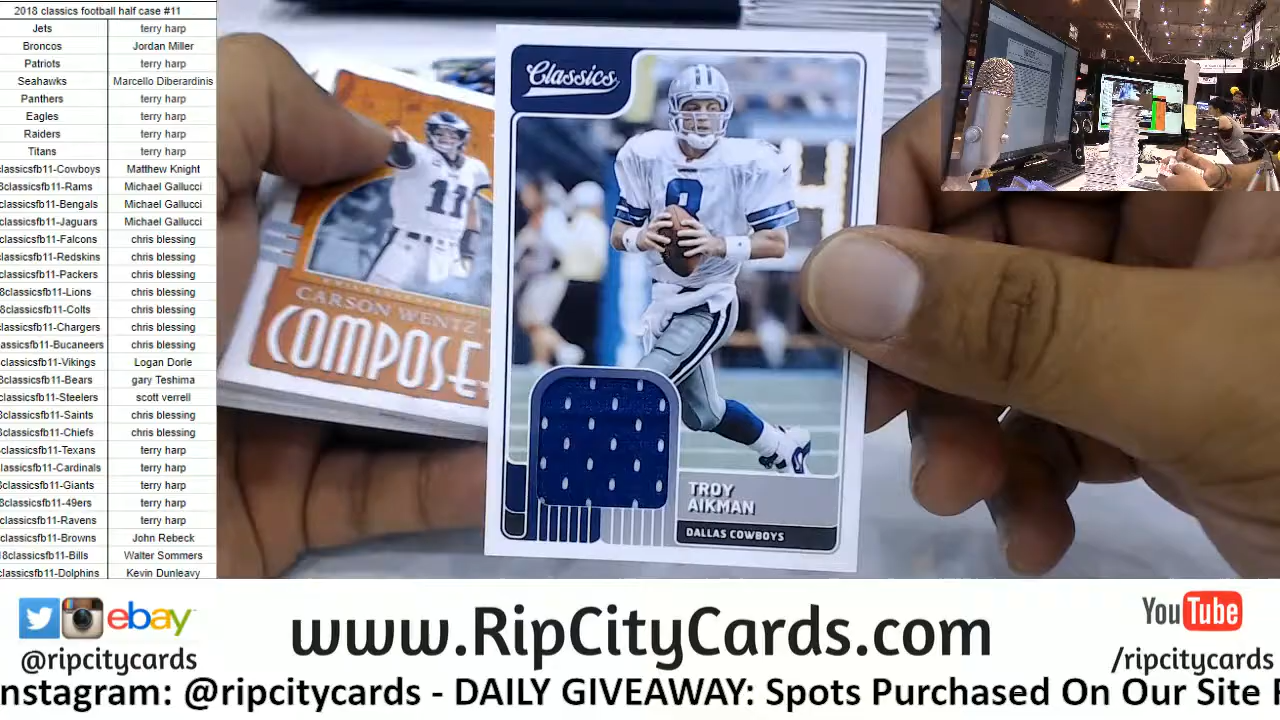 2018 classics football half case #11
Jets terry harp
Broncos Jordan Miller
Patriots terry harp
Seahawks Marcello Diberardinis
Panthers terry harp
Eagles terry harp
Raiders terry harp
Titans terry harp
classicsfb11-Cowboys Matthew Knight
8classicsfb11-Rams Michael Gallucci
classicsfb11-Bengals Michael Gallucci
classicsfb11-Jaguars Michael Gallucci
classicsfb11-Falcons chris blessing
classicsfb11-Redskins chris blessing
classicsfb11-Packers chris blessing
8classicsfb11-Lions chris blessing
8classicsfb11-Colts chris blessing
classicsfb11-Chargers chris blessing
assicsfb11-Bucaneers chris blessing
classicsfb11-Vikings Logan Dorle
8classicsfb11-Bears gary Teshima
classicsfb11-Steelers scott verrell
8classicsfb11-Saints chris blessing
8classicsfb11-Chiefs chris blessing
classicsfb11-Texans terry harp
classicsfb11-Cardinals terry harp
classicsfb11-Giants terry harp
8classicsfb11-49ers terry harp
classicsfb11-Ravens terry harp
classicsfb11-Browns John Rebeck
18classicsfb11-Bills Walter Sommers
classicsfb11-Dolphins Kevin Dunleavy
Classics
8
11
CARSON WENTZ
COMPOSE
TROY
AIKMAN
DALLAS COWBOYS
ebay
@ripcitycards
www.RipCityCards.com
YouTube
/ripcitycards
nstagram: @ripcitycards - DAILY GIVEAWAY: Spots Purchased On Our Site